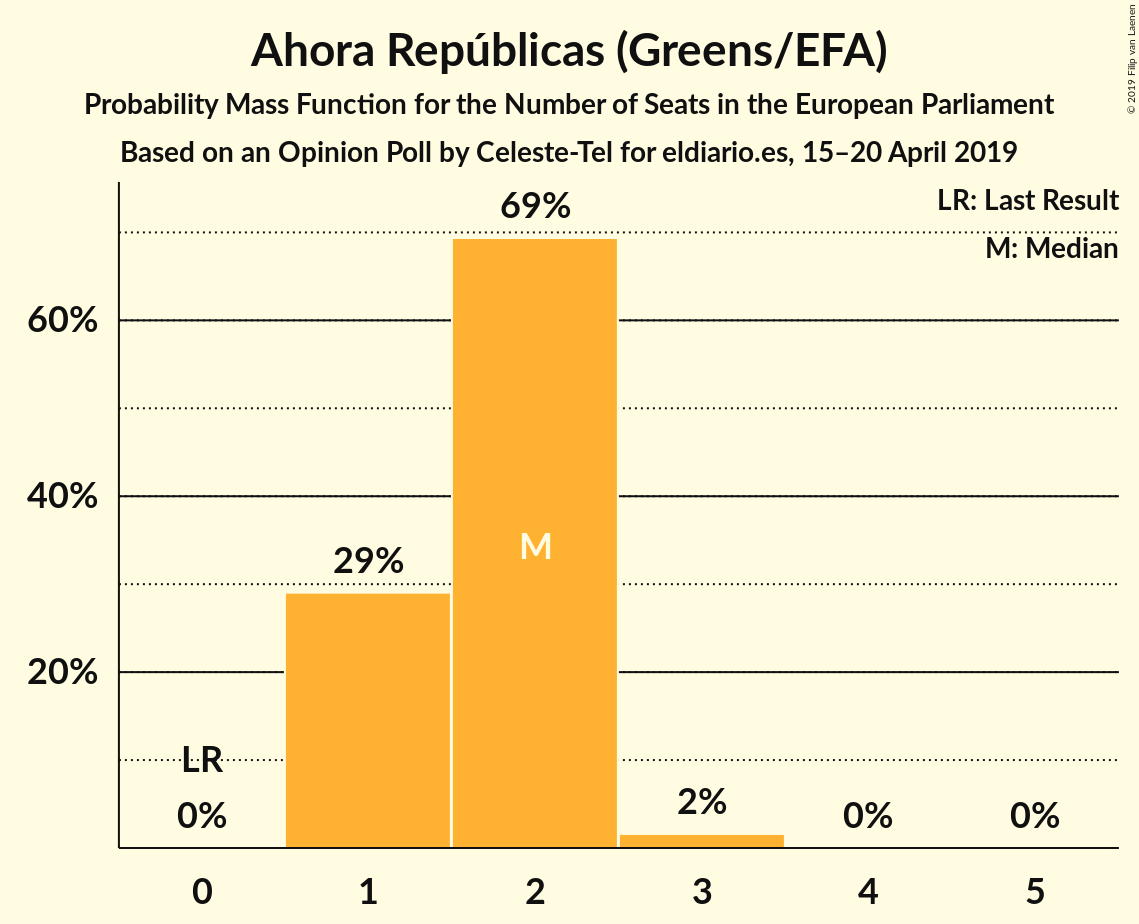 Ahora Repúblicas (Greens/EFA)
Probability Mass Function for the Number of Seats in the European Parliament
Based on an Opinion Poll by Celeste-Tel for eldiario.es, 15–20 April 2019
© 2019 Filip van Laenen
LR: Last Result
M: Median
69%
60%
40%
M
29%
20%
LR
0%
2%
0%
0%
0 1 2 3 4 5